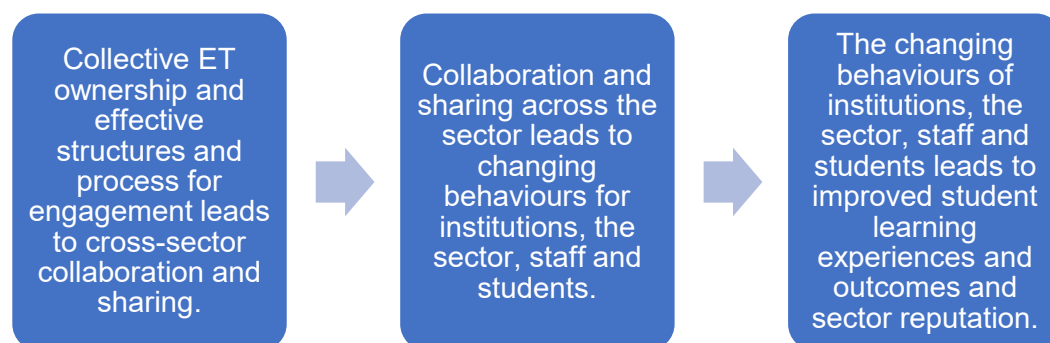 Collective ET
ownership and
effective
structures and
process for
engagement leads
to cross-sector
collaboration and
sharing.
Collaboration and
sharing across the
sector leads to
changing
behaviours for
institutions, the
sector, staff and
students.
The changing
behaviours of
institutions, the
sector, staff and
students leads to
improved student
learning
experiences and
outcomes and
sector reputation.